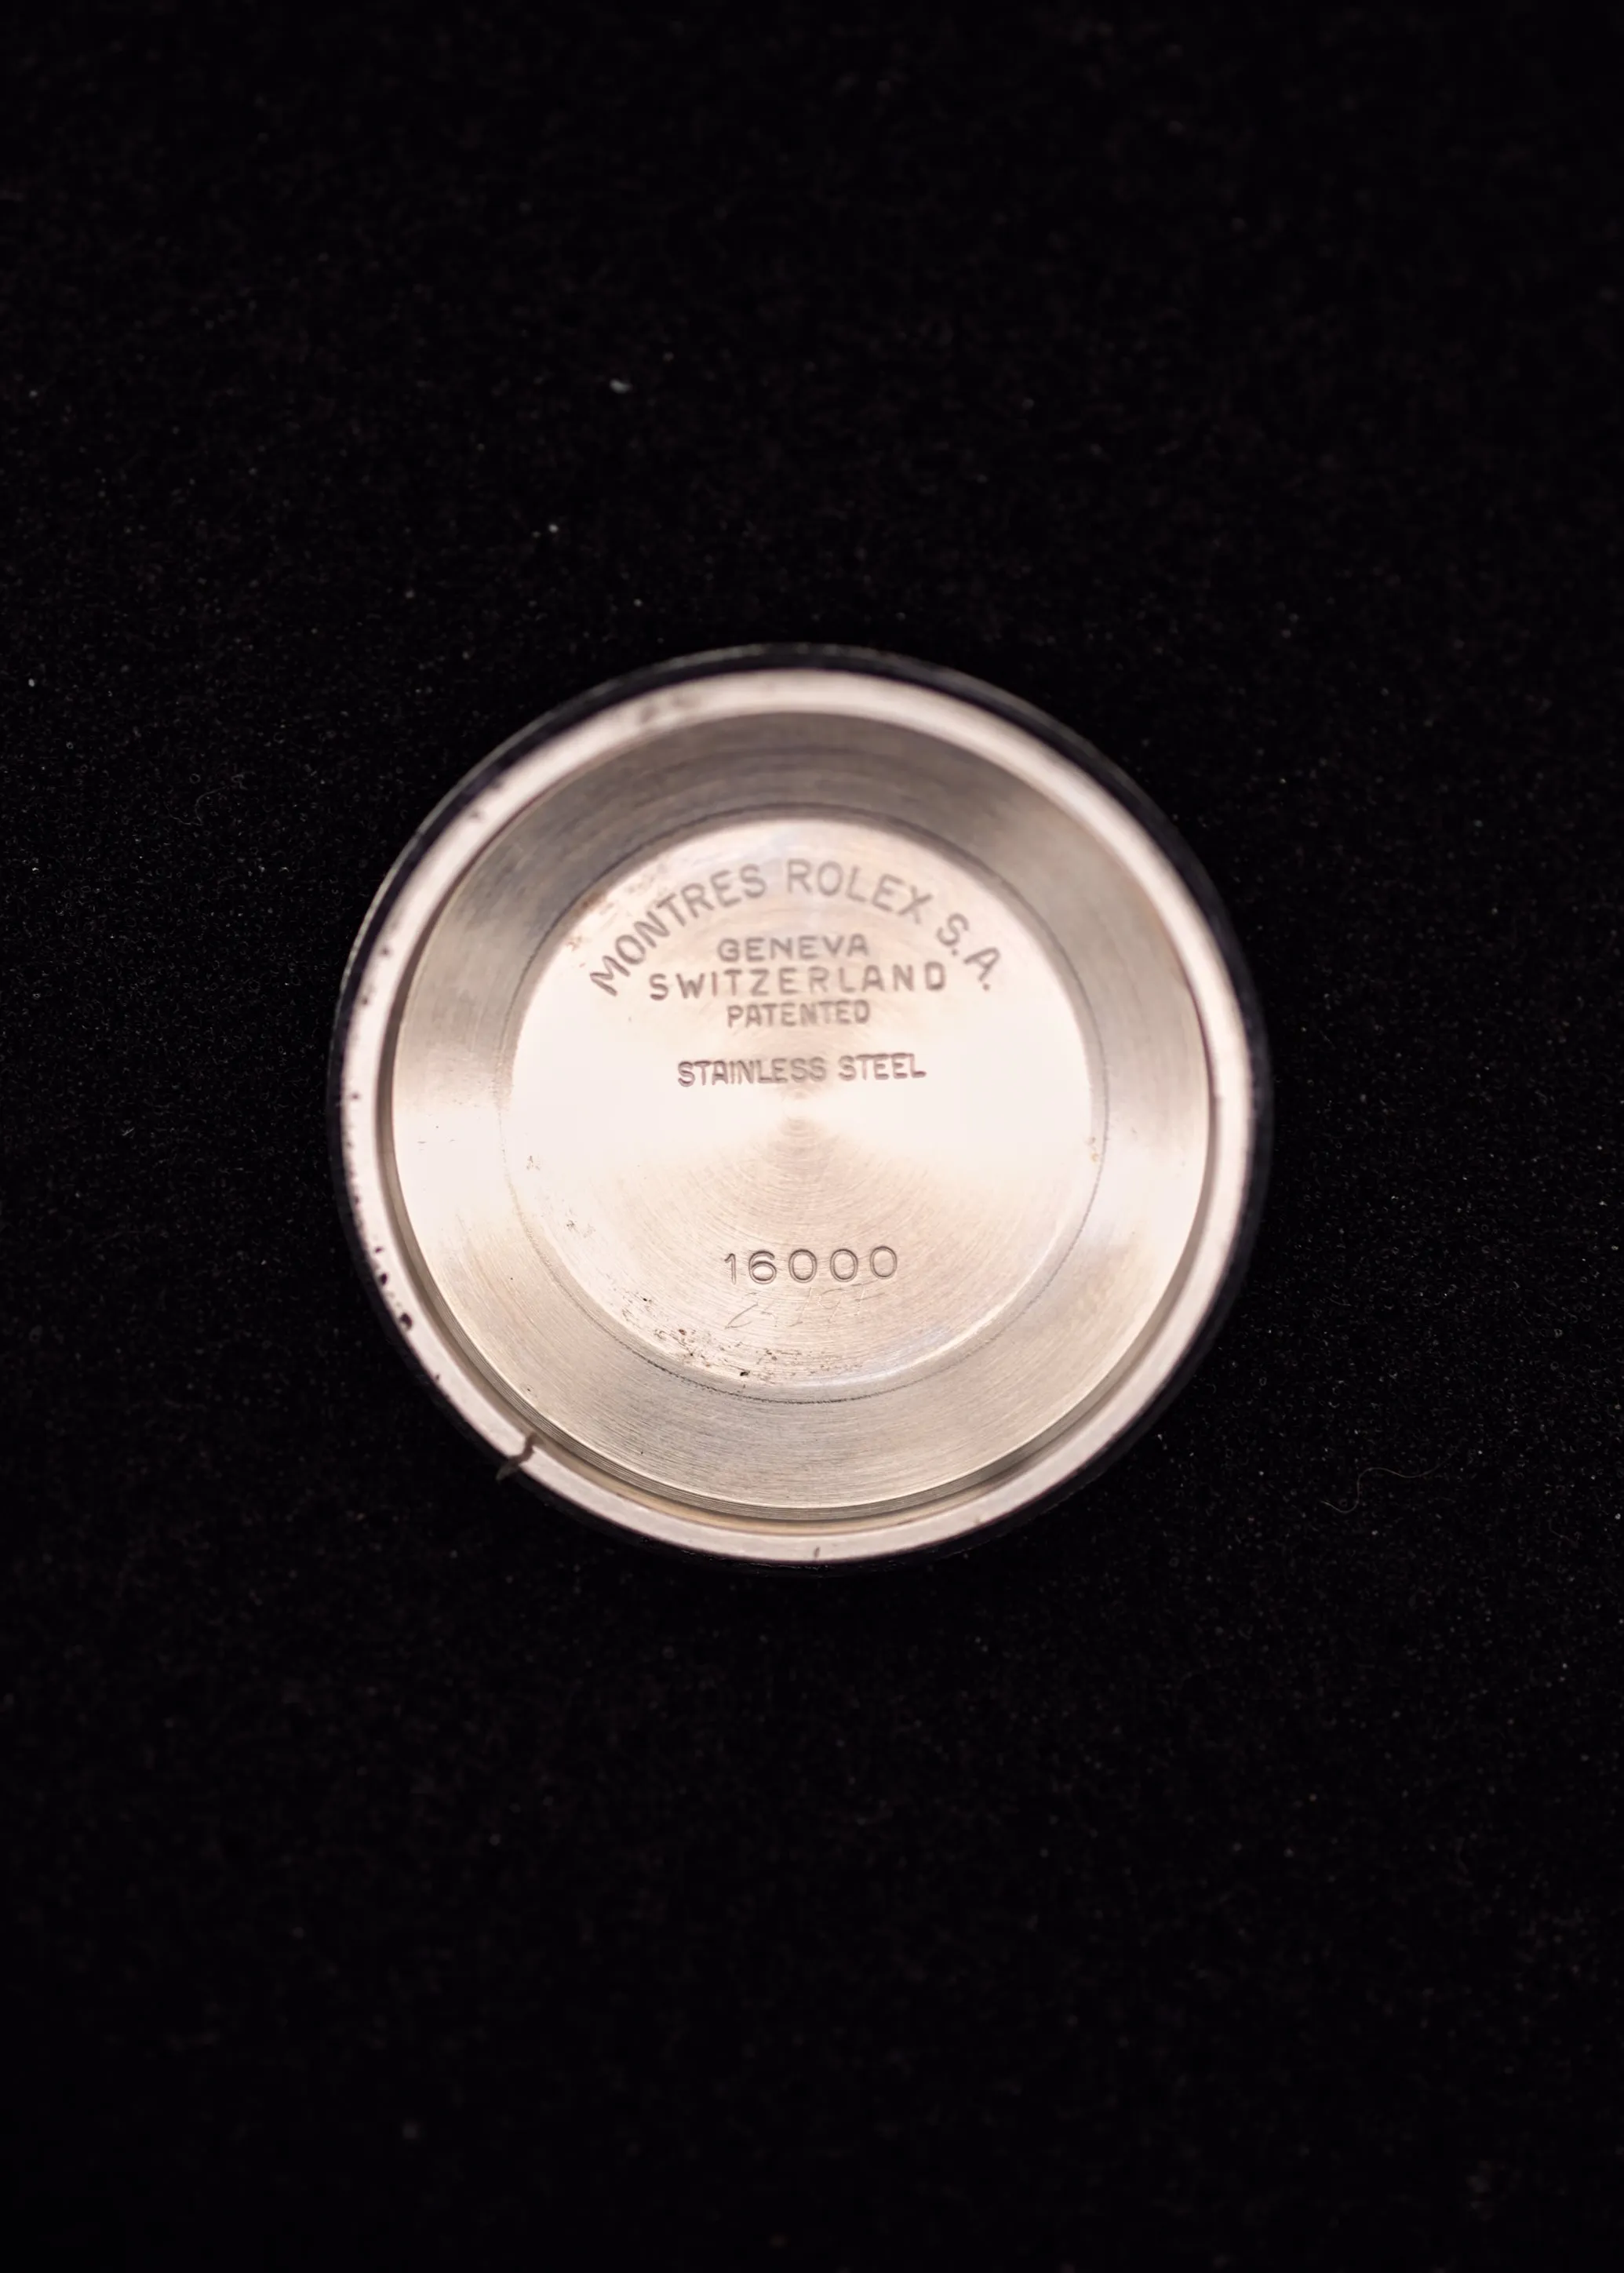 MONTRES ROLEX S.A.
GENEVA
SWITZERLAND
PATENTED
STAINLESS STEEL
16000